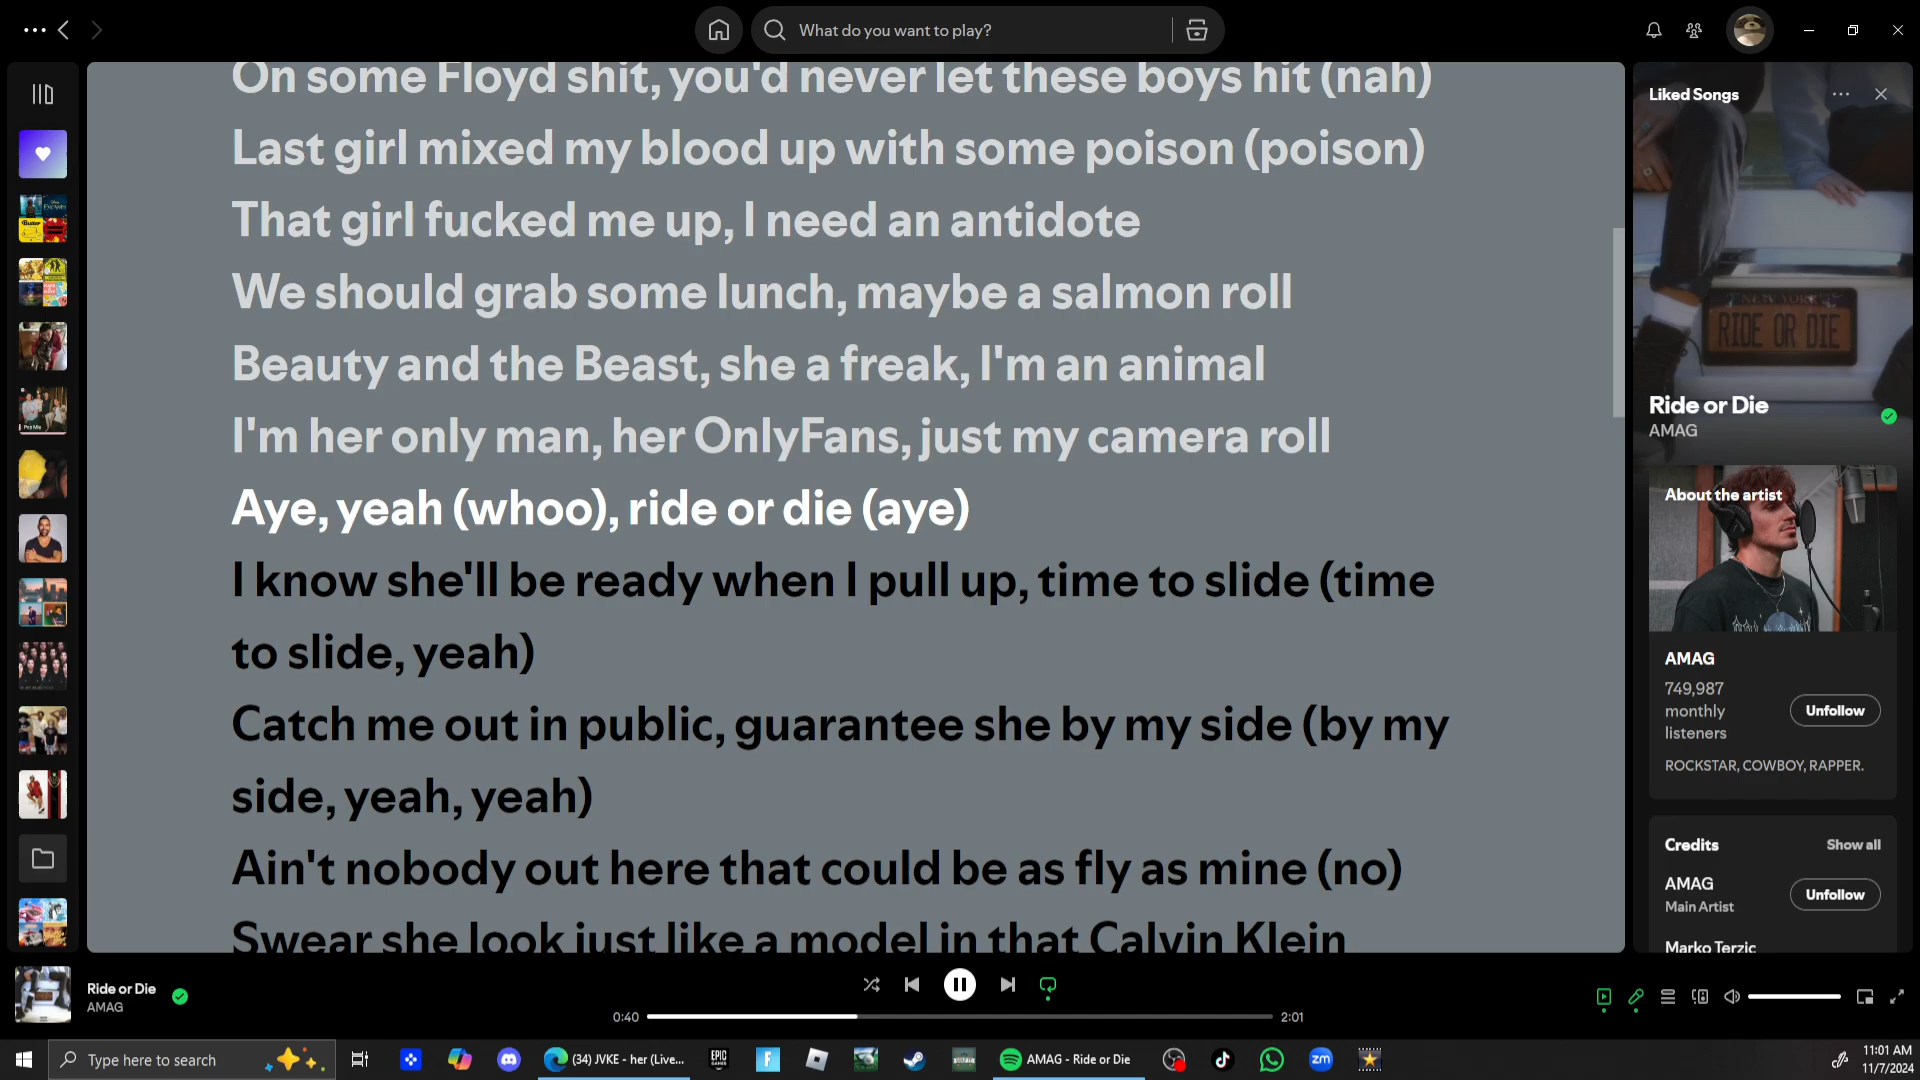 What do you want to play?
On some Floyd shit, you'd never let these boys hit (nah)
Last girl mixed my blood up with some poison (poison)
That girl fucked me up, I need an antidote
We should grab some lunch, maybe a salmon roll
Beauty and the Beast, she a freak, I'm an animal
I'm her only man, her OnlyFans, just my camera roll
Aye, yeah (whoo), ride or die (aye)
I know she'll be ready when I pull up, time to slide (time
to slide, yeah)
Catch me out in public, guarantee she by my side (by my
side, yeah, yeah)
Ain't nobody out here that could be as fly as mine (no)
Swear she look just like a model in that Calvin Klein
Liked Songs
NEW YORK
RIDE OR DIE
Ride or Die
AMAG
About the artist
AMAG
749,987
monthly
listeners
Unfollow
ROCKSTAR, COWBOY, RAPPER.
Credits
Show all
AMAG
Main Artist
Unfollow
Marko Terzic
Ride or Die
AMAG
0:40
2:01
Type here to search
(34) JVKE - her (Live...
EPIC
GAMES
AMAG - Ride or Die
zm
11:01 AM
11/7/2024